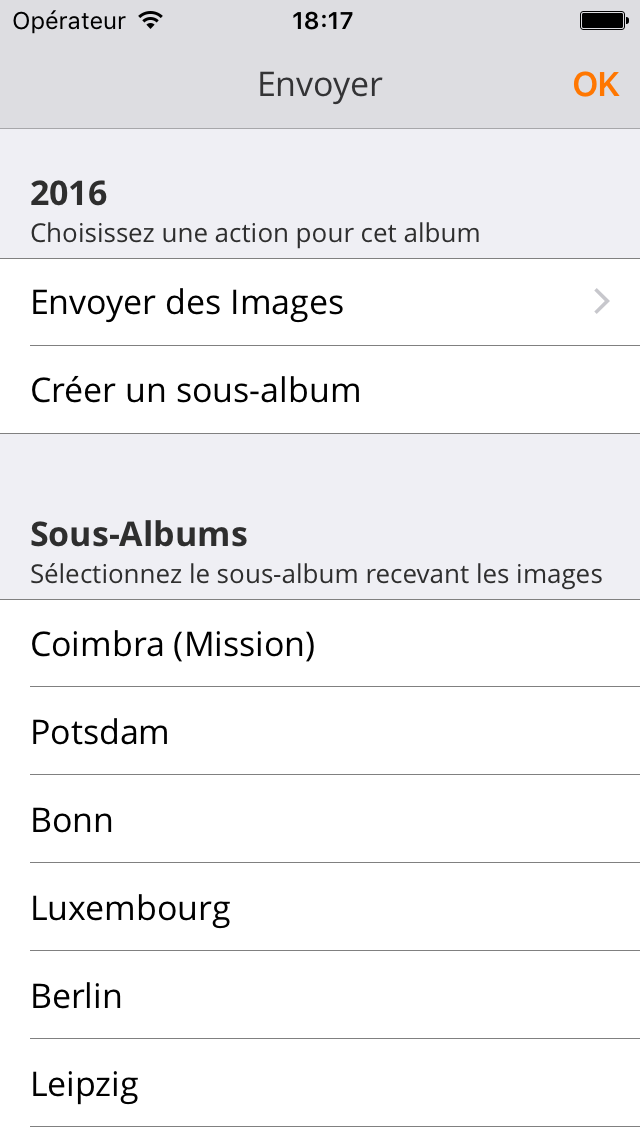 Opérateur 18:17
Envoyer OK
2016
Choisissez une action pour cet album
Envoyer des Images
Créer un sous-album
Sous-Albums
Sélectionnez le sous-album recevant les images
Coimbra (Mission)
Potsdam
Bonn
Luxembourg
Berlin
Leipzig